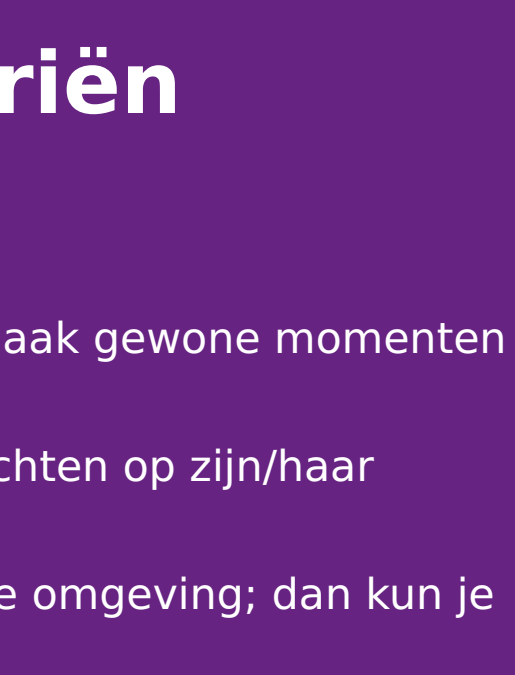 riën
aak gewone momenten
chten op zijn/haar
e omgeving; dan kun je